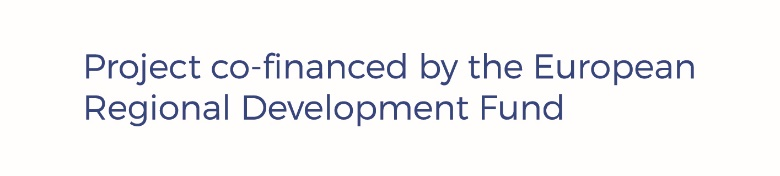 Project co-financed by the European
Regional Development Fund